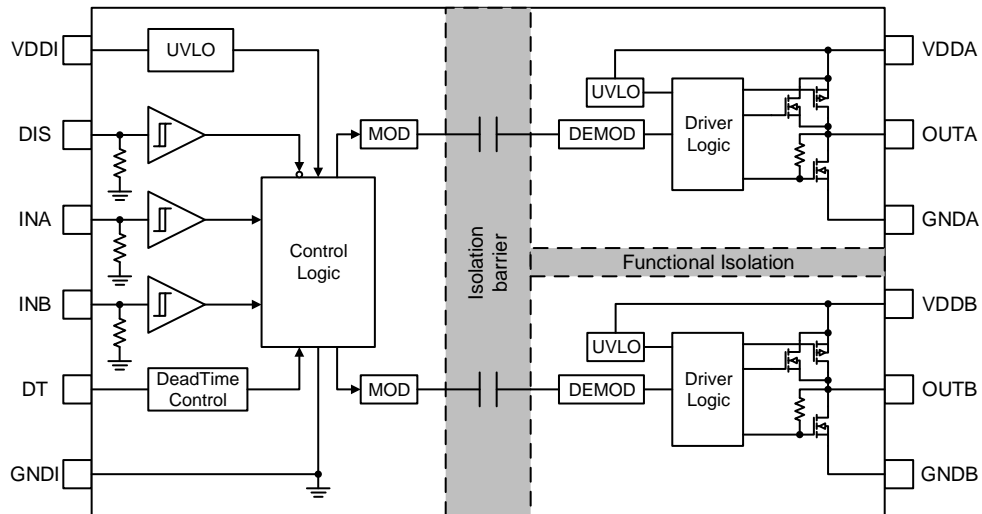 VDDI
UVLO
DIS
INA
INB
DT
DeadTime
Control
GNDI
Control
Logic
MOD
MOD
Isolation
barrier
UVLO
DEMOD
Driver
Logic
VDDA
OUTA
GNDA
Functional Isolation
UVLO
DEMOD
Driver
Logic
VDDB
OUTB
GNDB